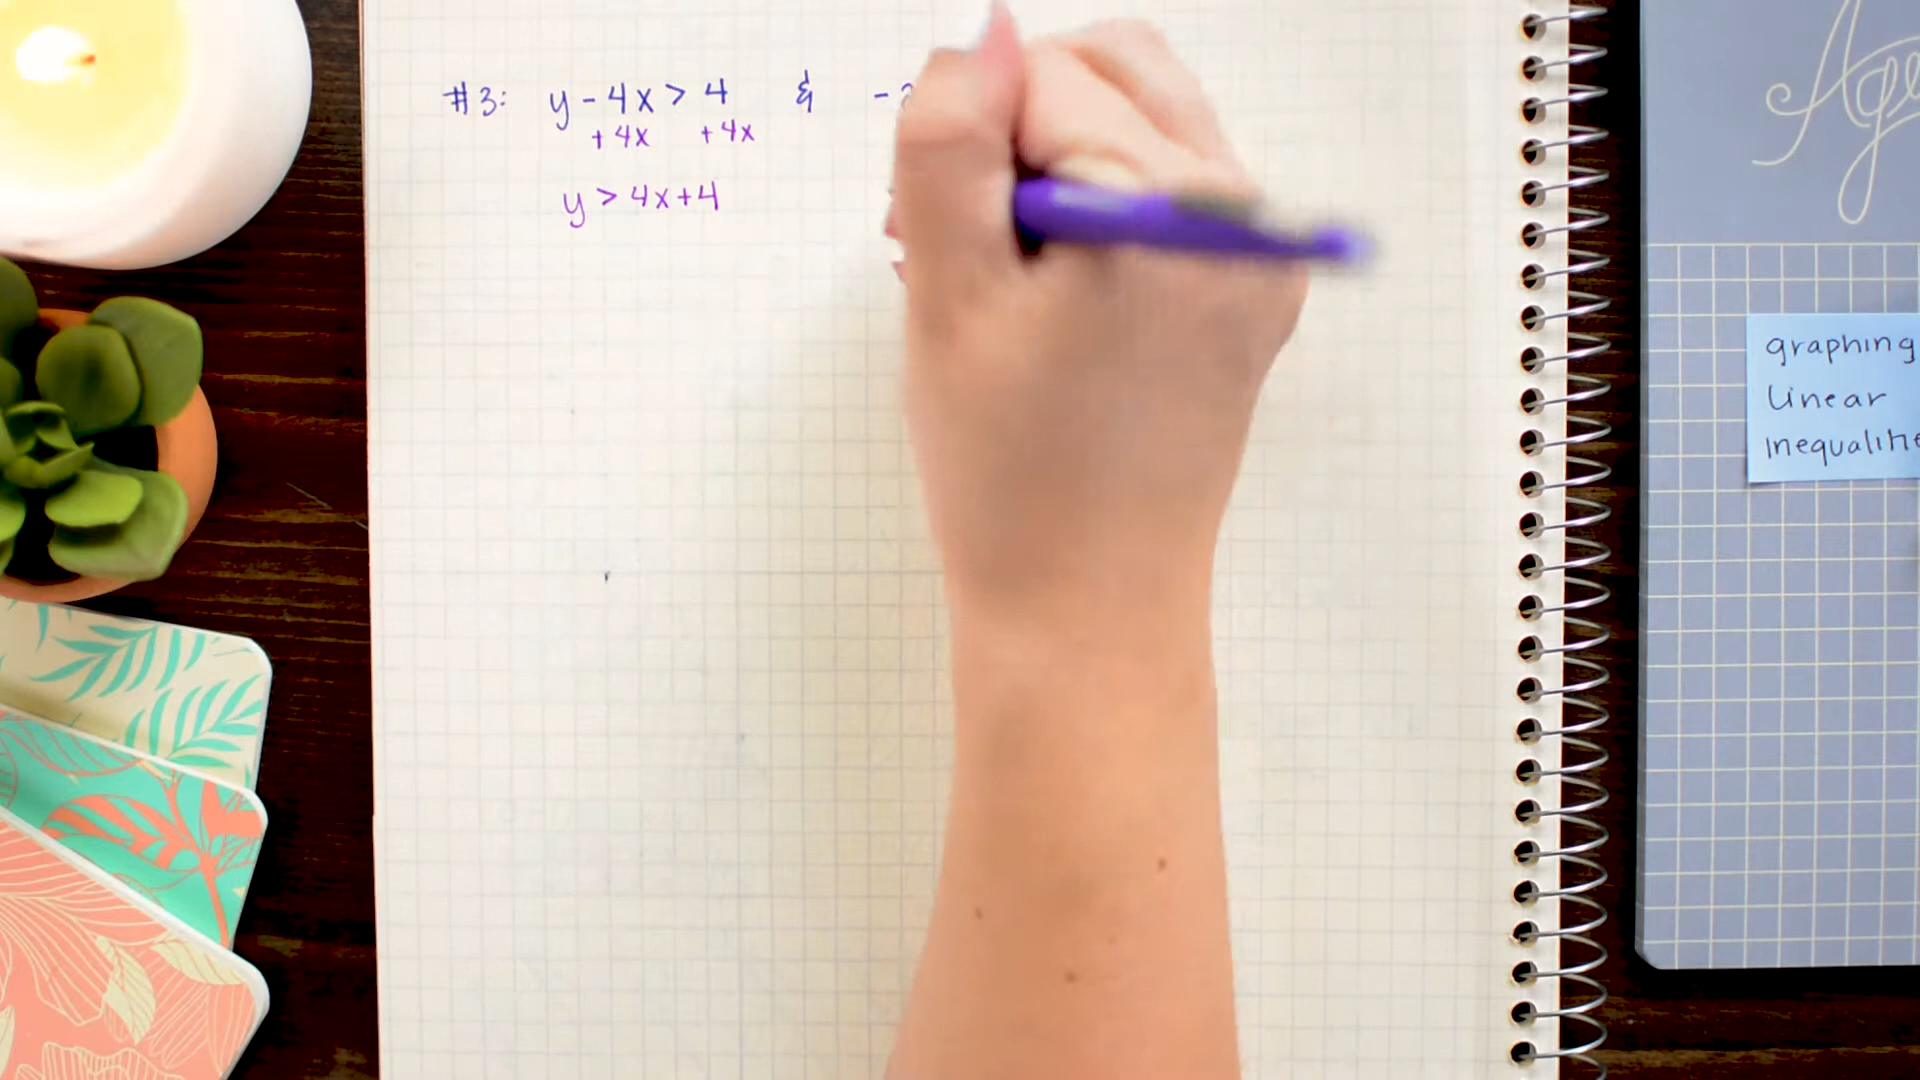 #3: y - 4x > 4 & -
+ 4x + 4x
y > 4x + 4
graphing
Linear